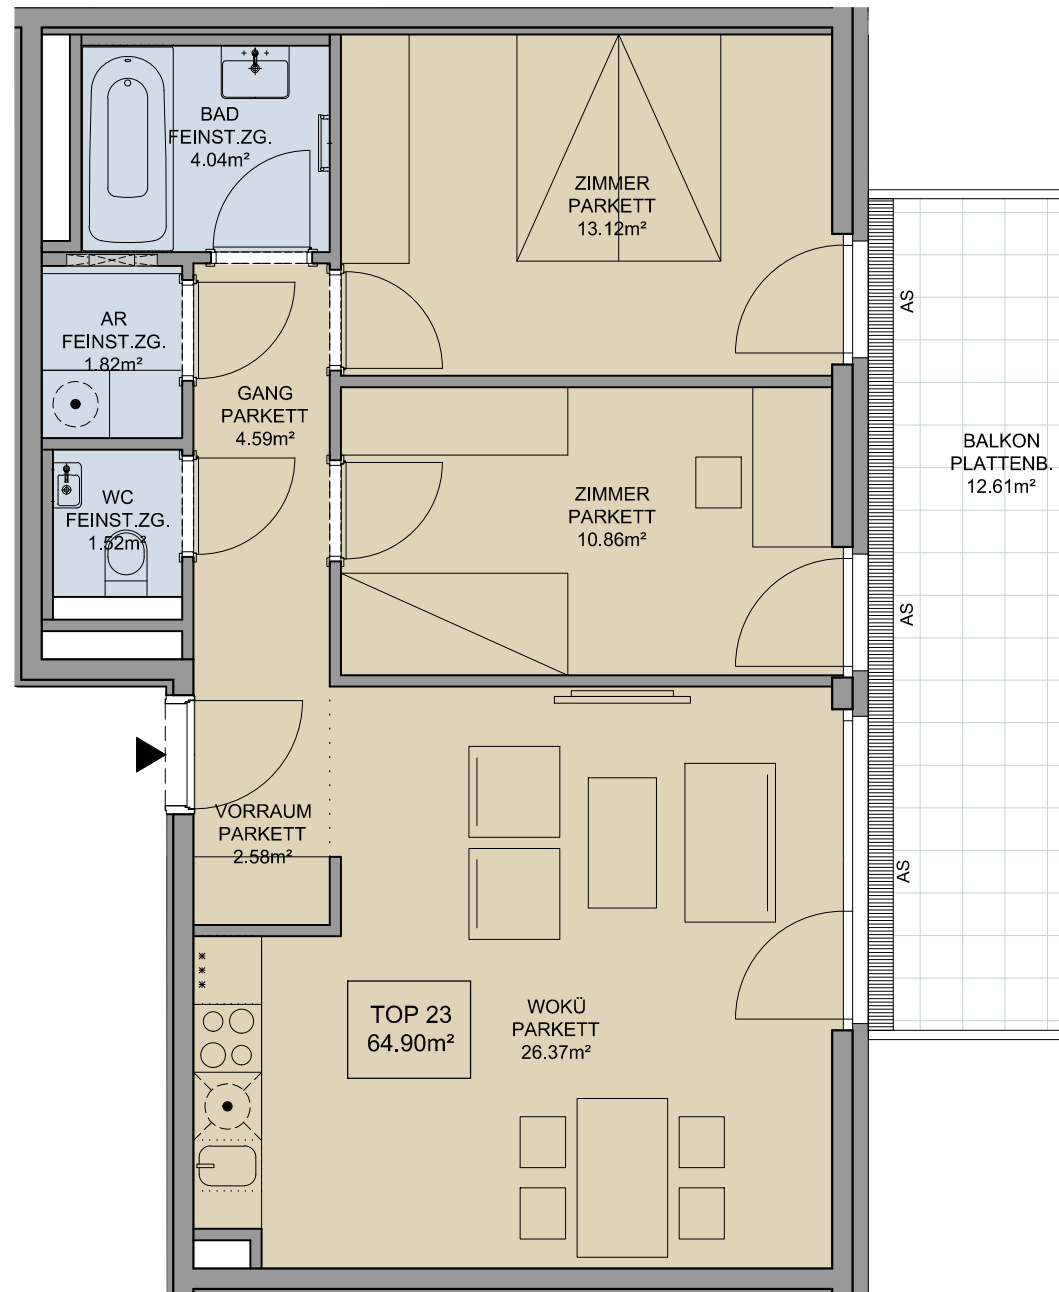 BAD
FEINST.ZG.
4.04m²
ZIMMER
PARKETT
13.12m²
AS
AR
FEINST.ZG.
1.82m²
GANG
PARKETT
4.59m²
BALKON
PLATTENB.
12.61m²
WC
FEINST.ZG.
1.52m²
ZIMMER
PARKETT
10.86m²
AS
VORRAUM
PARKETT
2.58m²
AS
TOP 23
64.90m²
WOKÜ
PARKETT
26.37m²